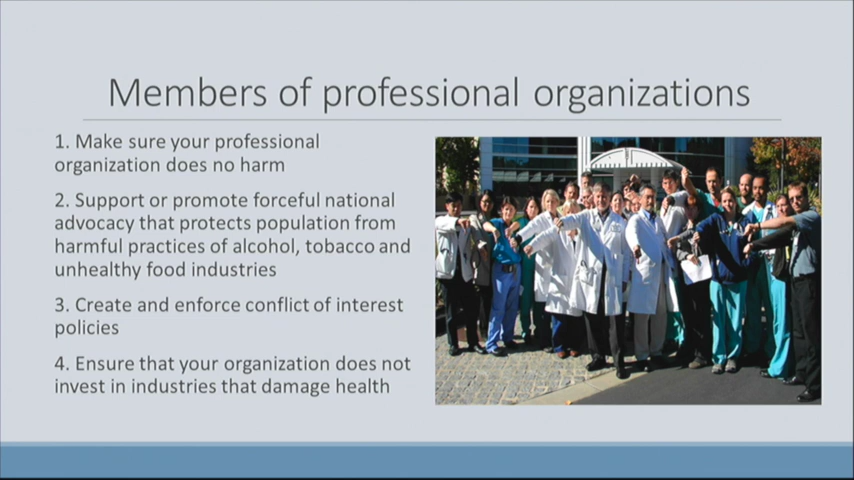 Members of professional organizations
1. Make sure your professional
organization does no harm
2. Support or promote forceful national
advocacy that protects population from
harmful practices of alcohol, tobacco and
unhealthy food industries
3. Create and enforce conflict of interest
policies
4. Ensure that your organization does not
invest in industries that damage health